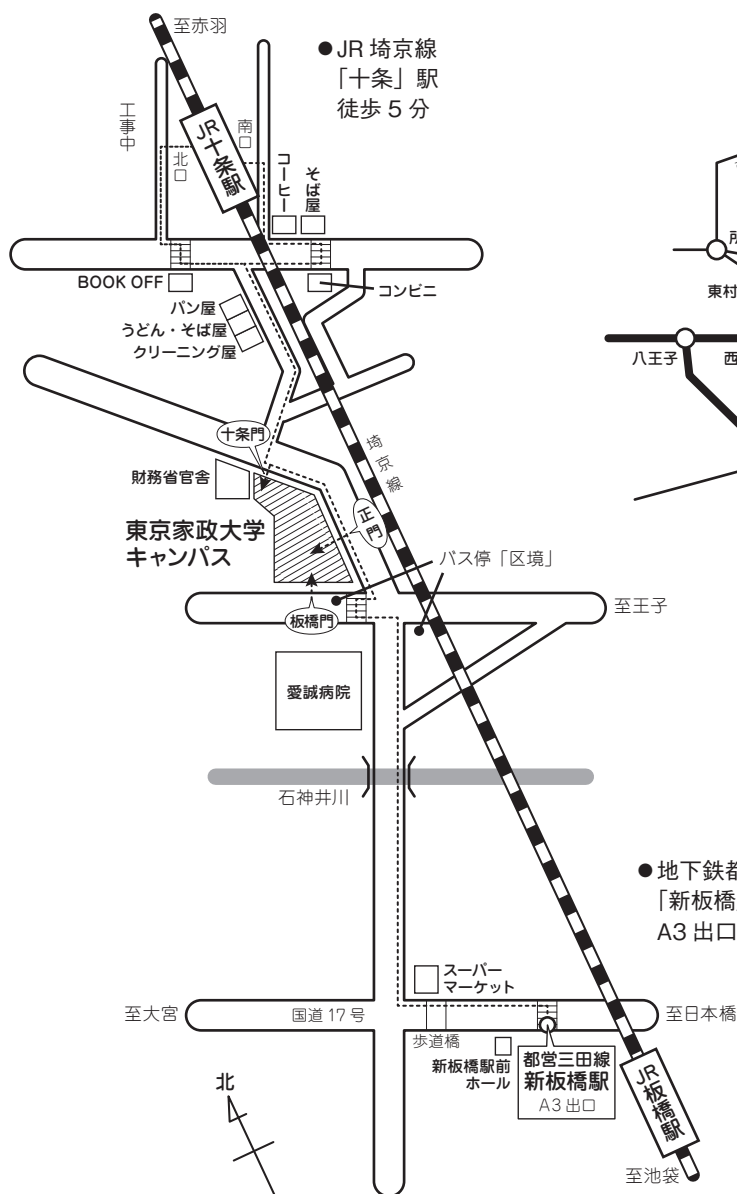 至赤羽
●JR 埼京線
「十条」駅
徒歩 5 分
工事中
北口
JR十条駅
南口
コーヒー
そば屋
BOOK OFF
コンビニ
パン屋
うどん・そば屋
クリーニング屋
東村
八王子
西
十条門
埼京線
財務省官舎
正門
東京家政大学
キャンパス
バス停「区境」
板橋門
至王子
愛誠病院
石神井川
●地下鉄都
「新板橋
A3 出口
スーパー
マーケット
至大宮
国道 17 号
歩道橋
至日本橋
新板橋駅前
ホール
都営三田線
新板橋駅
A3 出口
JR板橋駅
北
至池袋